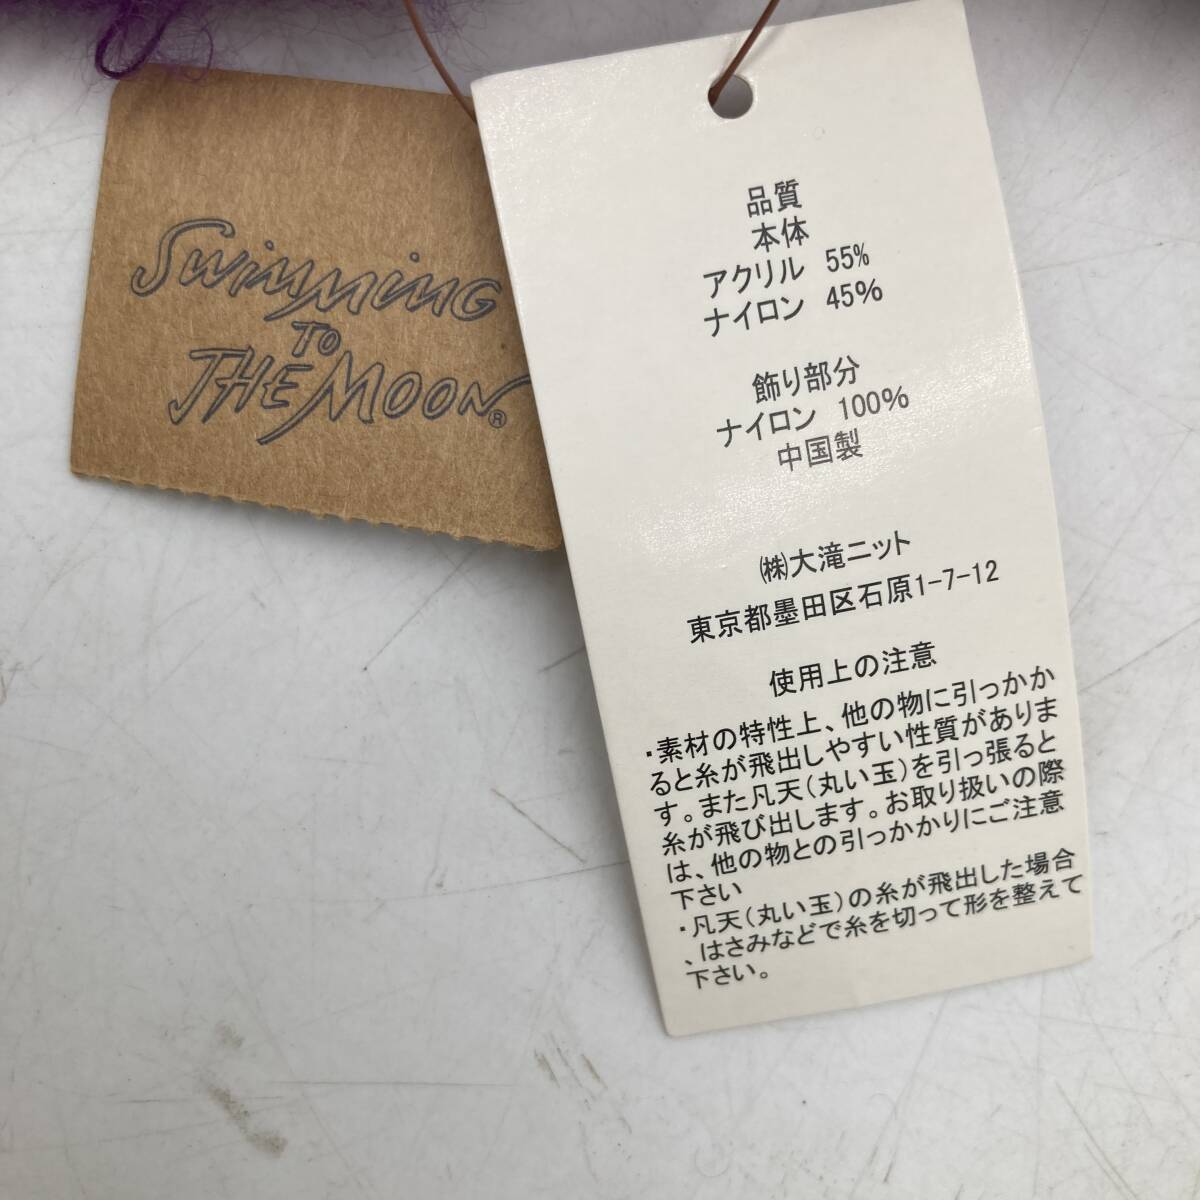 Swimming
To
THE MOON®
品質
本体
アクリル 55%
ナイロン 45%
飾り部分
ナイロン 100%
中国製
㈱大滝ニット
東京都墨田区石原1-7-12
使用上の注意
・素材の特性上、他の物に引っかか
ると糸が飛出しやすい性質がありま
す。また凡天(丸い玉)を引っ張ると
糸が飛び出します。お取り扱いの際
は、他の物との引っかかりにご注意
下さい
・凡天(丸い玉)の糸が飛出した場合
、はさみなどで糸を切って形を整えて
下さい。